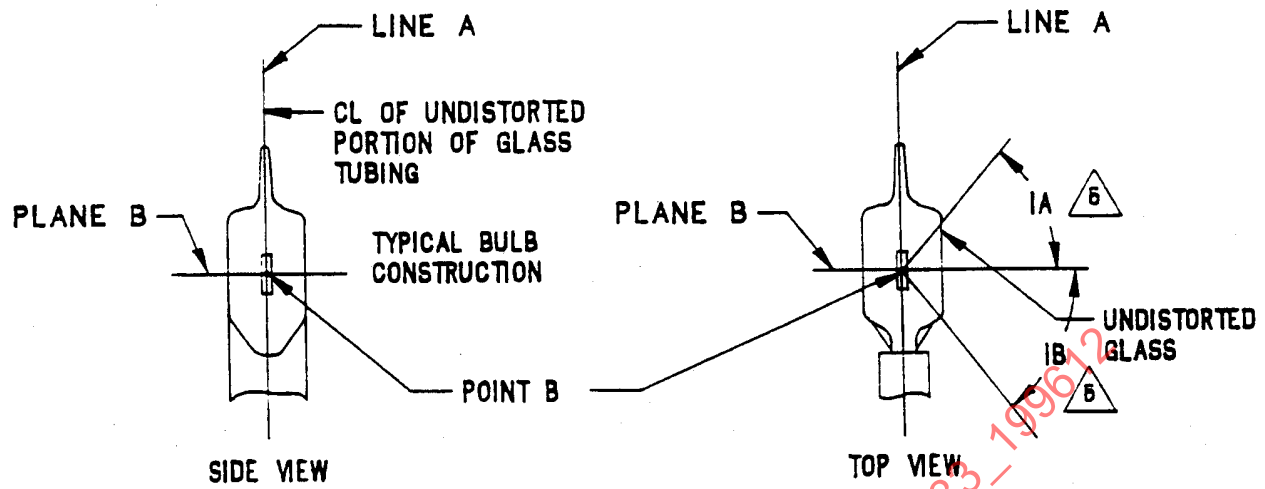 LINE A
CL OF UNDISTORTED
PORTION OF GLASS
TUBING
PLANE B
TYPICAL BULB
CONSTRUCTION
POINT B
SIDE VIEW
LINE A
PLANE B
IA
5
UNDISTORTED
GLASS
IB
5
TOP VIEW
33_199612